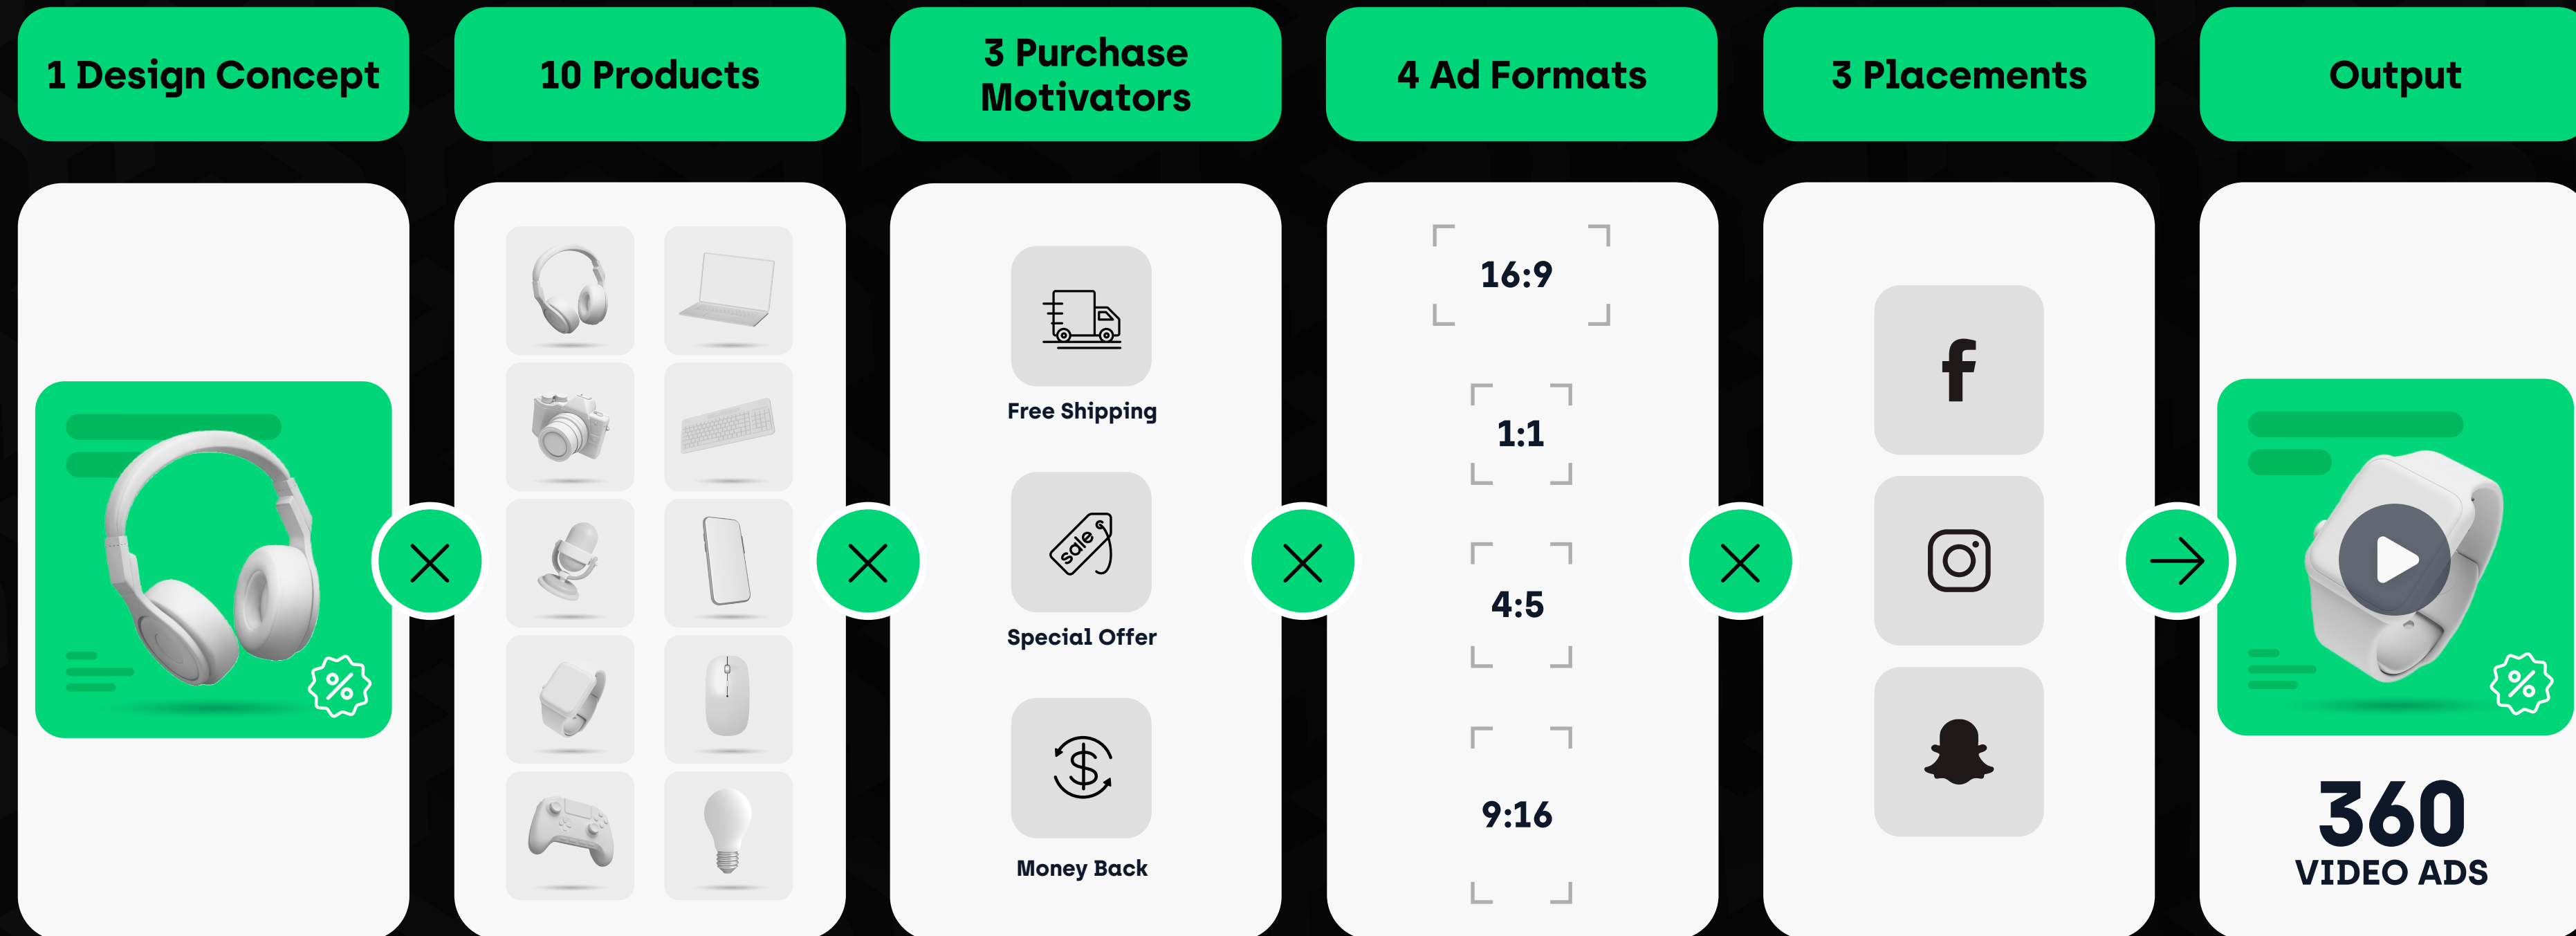 1 Design Concept
10 Products
3 Purchase
Motivators
4 Ad Formats
3 Placements
Output
Free Shipping
sale
Special Offer
Money Back
16:9
1:1
4:5
9:16
360
VIDEO ADS